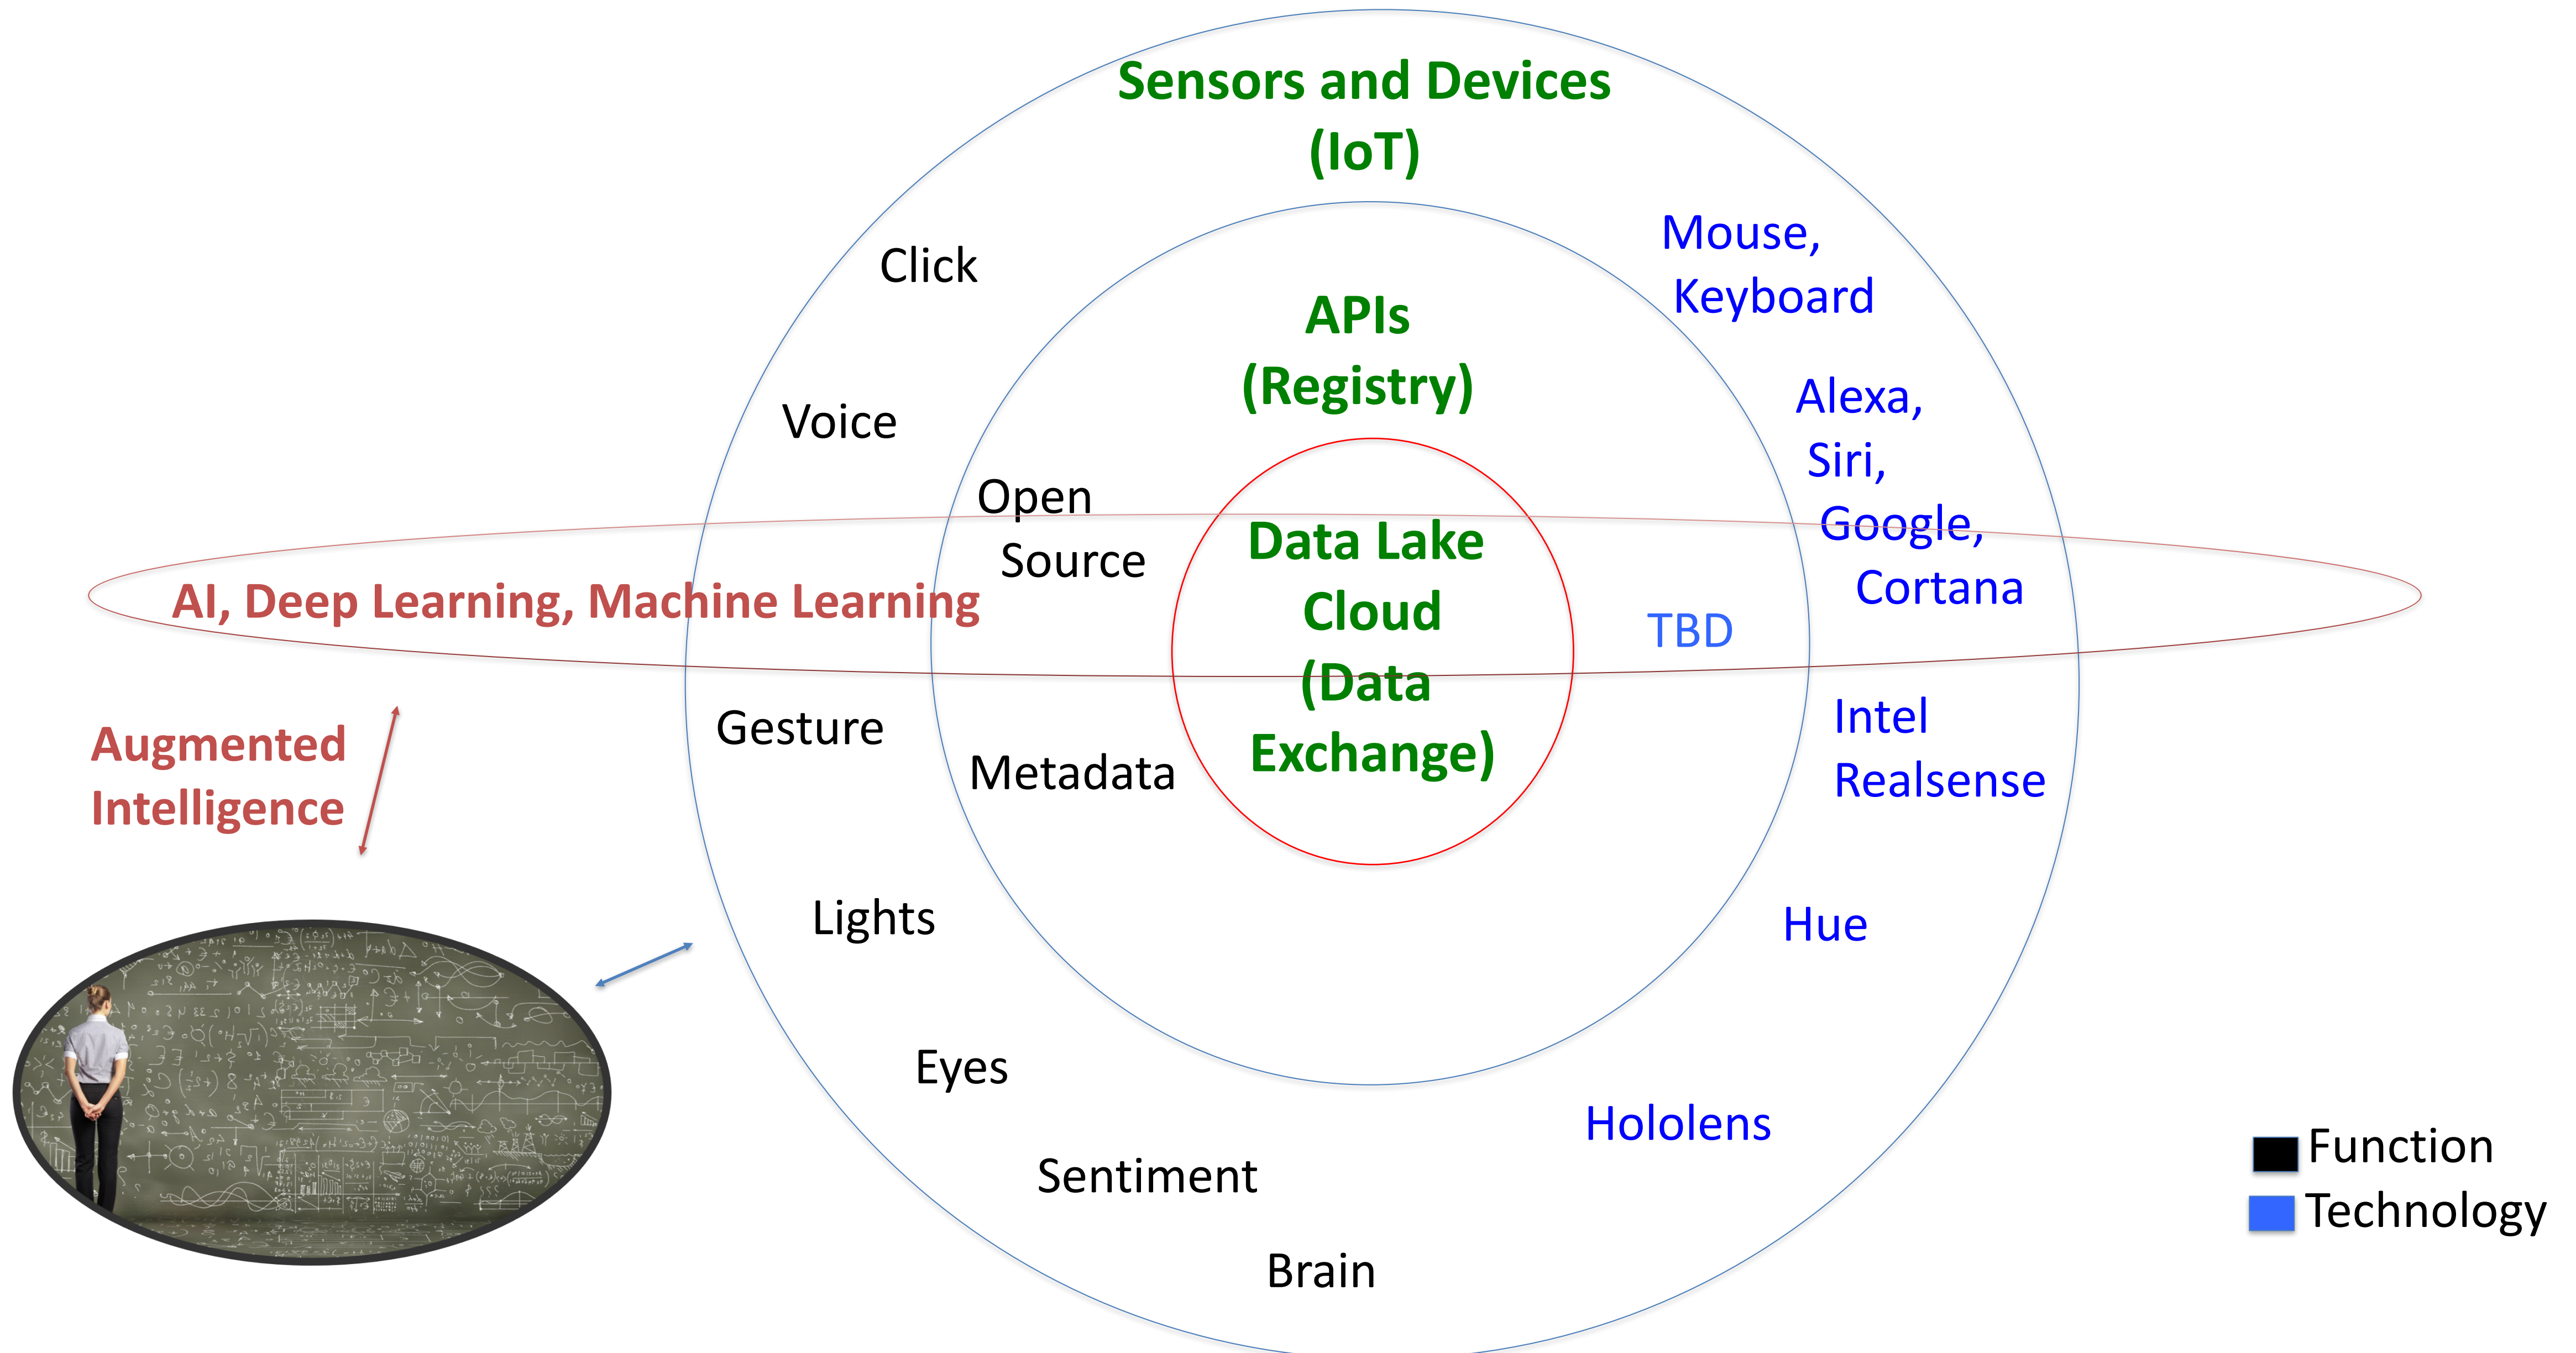 Sensors and Devices
(IoT)
Click
Mouse,
Keyboard
APIs
(Registry)
Voice
Alexa,
Siri,
Google,
Cortana
Open
Source
Data Lake
Cloud
(Data
Exchange)
AI, Deep Learning, Machine Learning
TBD
Augmented
Intelligence
Gesture
Metadata
Intel
Realsense
Lights
Hue
Eyes
Hololens
Sentiment
Brain
Function
Technology